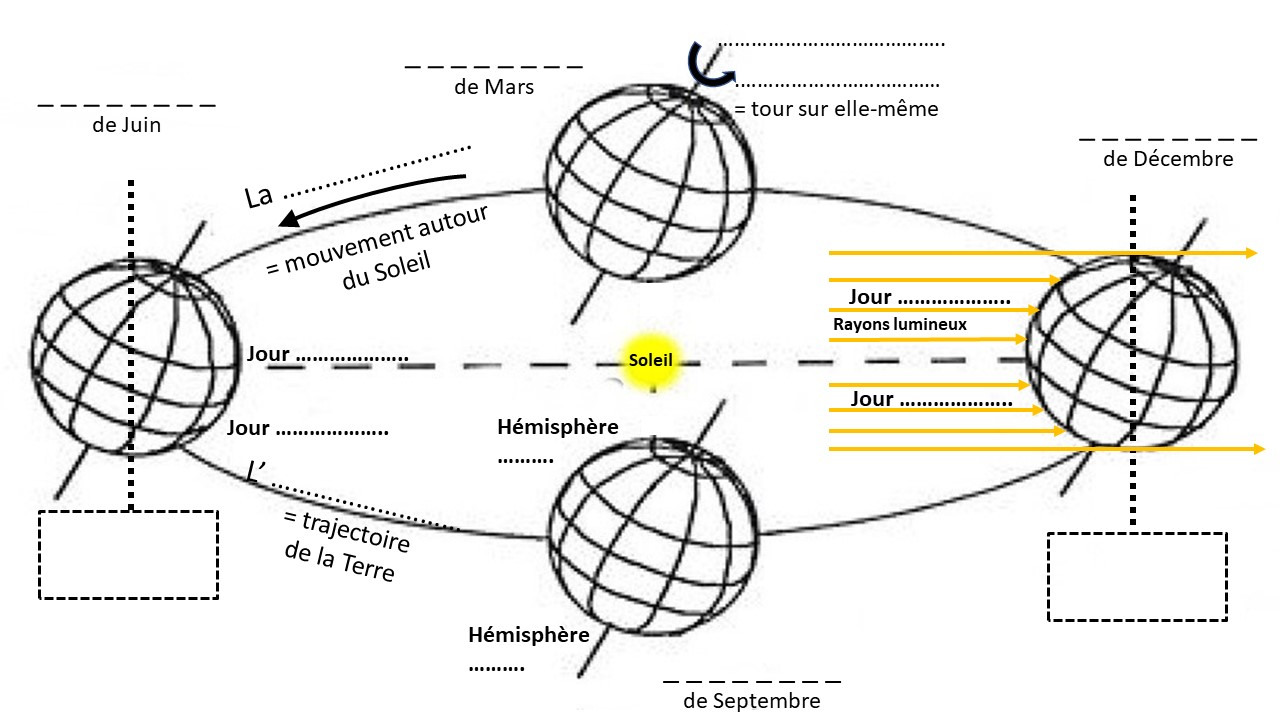 ……………………………………
_ _ _ _ _ _ _ _
de Mars
…………………………………
= tour sur elle-même
_ _ _ _ _ _ _ _
de Juin
_ _ _ _ _ _ _ _
de Décembre
La ……………………………
= mouvement autour
du Soleil
Jour ………………..
Rayons lumineux
Jour ………………..
Soleil
Jour ………………..
Jour ………………..
Hémisphère
……….
L’ ……………………………
= trajectoire
de la Terre
Hémisphère
……….
_ _ _ _ _ _ _ _
de Septembre